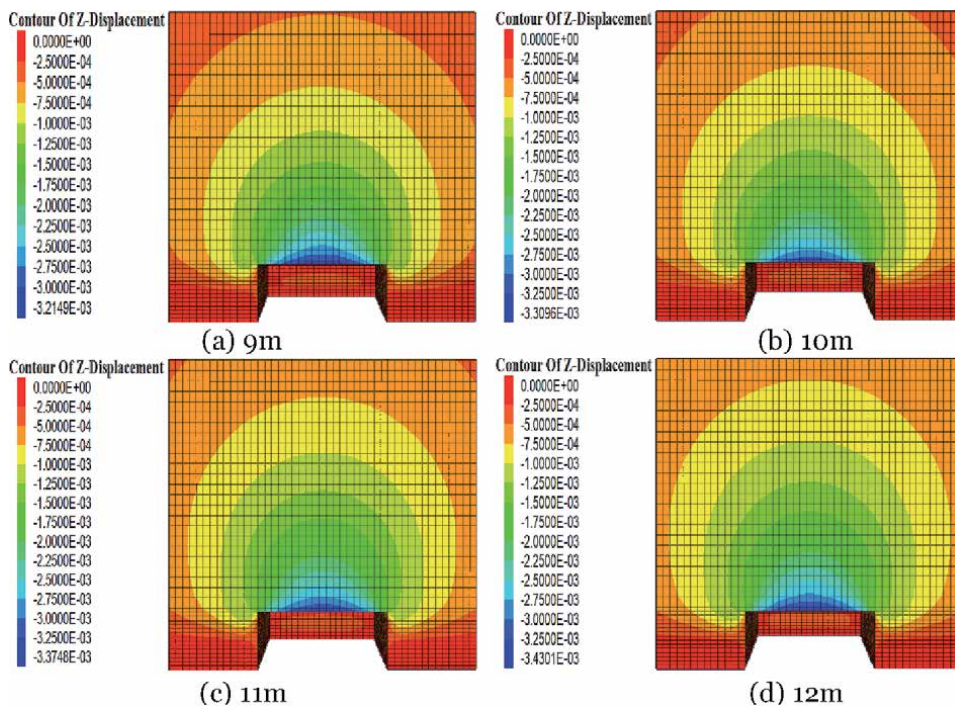 Contour Of Z-Displacement
0.0000E+00
-2.5000E-04
-5.0000E-04
-7.5000E-04
-1.0000E-03
-1.2500E-03
-1.5000E-03
-1.7500E-03
-2.0000E-03
-2.2500E-03
-2.5000E-03
-2.7500E-03
-3.0000E-03
-3.2149E-03
(a) 9m
Contour Of Z-Displacement
0.0000E+00
-2.5000E-04
-5.0000E-04
-7.5000E-04
-1.0000E-03
-1.2500E-03
-1.5000E-03
-1.7500E-03
-2.0000E-03
-2.2500E-03
-2.5000E-03
-2.7500E-03
-3.0000E-03
-3.2500E-03
-3.3096E-03
(b) 10m
Contour Of Z-Displacement
0.0000E+00
-2.5000E-04
-5.0000E-04
-7.5000E-04
-1.0000E-03
-1.2500E-03
-1.5000E-03
-1.7500E-03
-2.0000E-03
-2.2500E-03
-2.5000E-03
-2.7500E-03
-3.0000E-03
-3.2500E-03
-3.3748E-03
(c) 11m
Contour Of Z-Displacement
0.0000E+00
-2.5000E-04
-5.0000E-04
-7.5000E-04
-1.0000E-03
-1.2500E-03
-1.5000E-03
-1.7500E-03
-2.0000E-03
-2.2500E-03
-2.5000E-03
-2.7500E-03
-3.0000E-03
-3.2500E-03
-3.4301E-03
(d) 12m